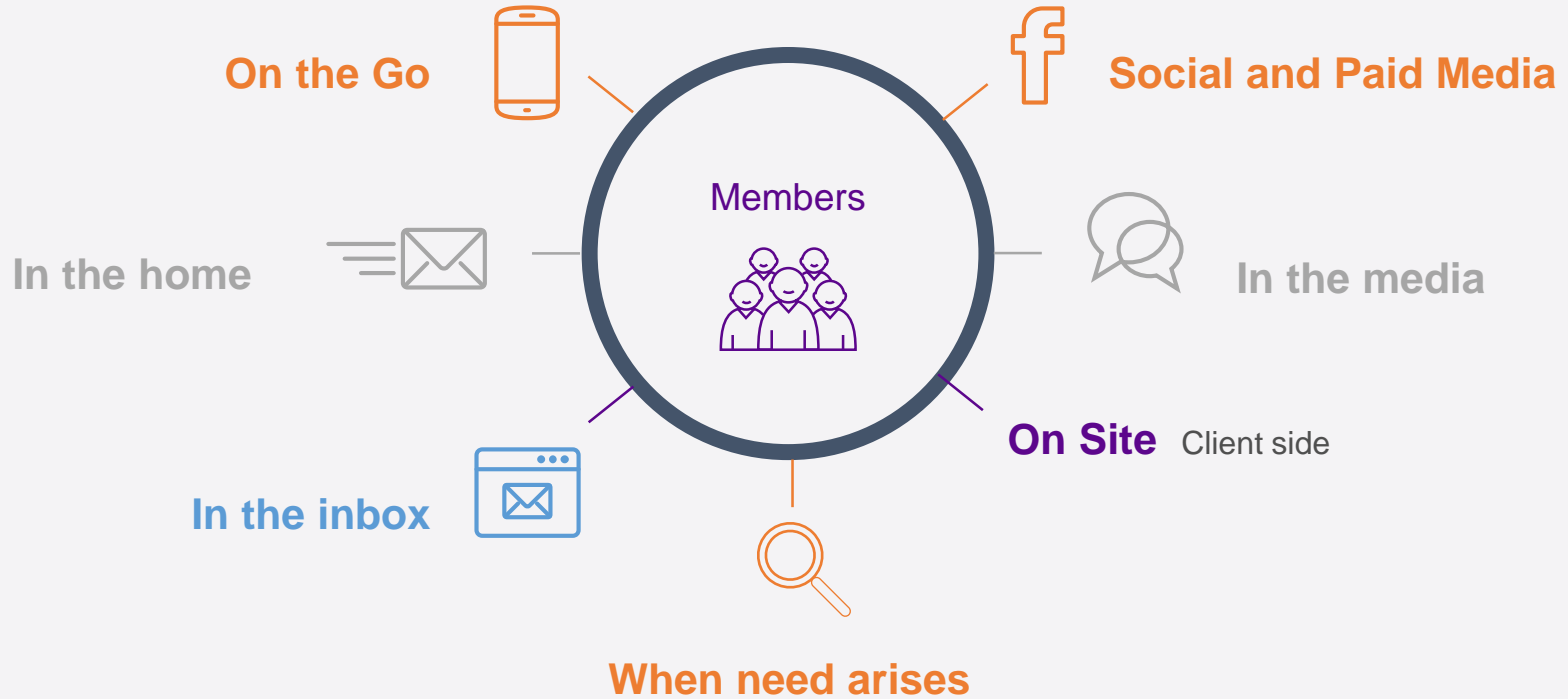 On the Go
Social and Paid Media
Members
In the home
In the media
On Site Client side
In the inbox
When need arises